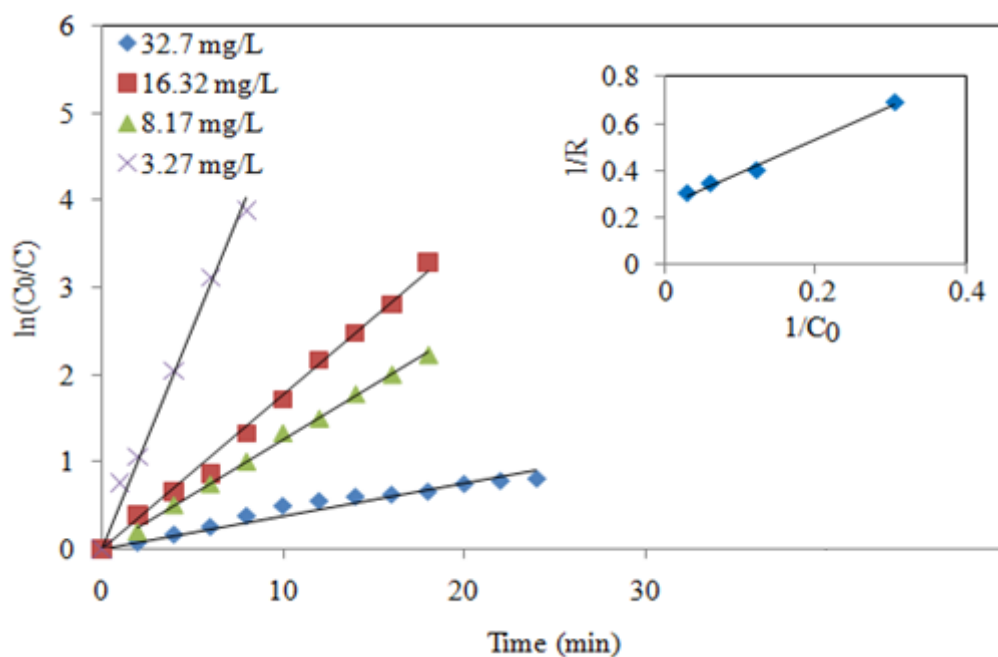 6
5
4
3
2
1
0
ln(C0/C)
32.7 mg/L
16.32 mg/L
8.17 mg/L
3.27 mg/L
0 10 20 30
Time (min)
0.8
0.6
0.4
0.2
0
1/R
0 0.2 0.4
1/C0